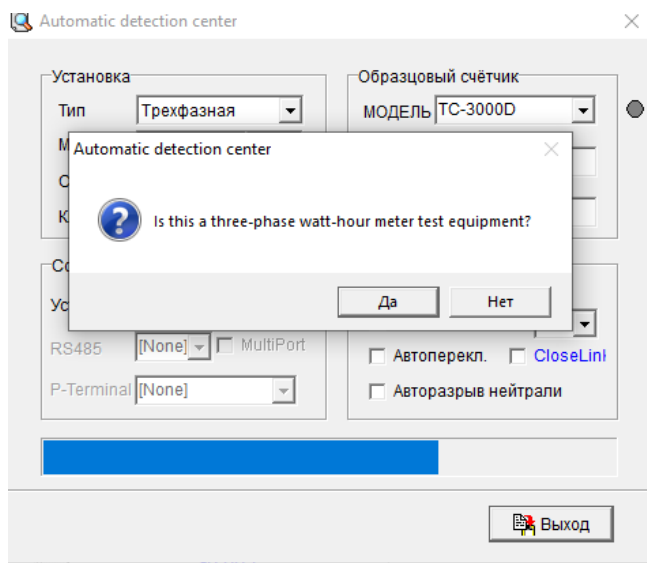 Automatic detection center
Установка
Образцовый счётчик
Тип Трехфазная
МОДЕЛЬ TC-3000D
Automatic detection center
Is this a three-phase watt-hour meter test equipment?
Да Нет
RS485 [None] MultiPort
Автоперекл. CloseLink
P-Terminal [None]
Авторазрыв нейтрали
Выход